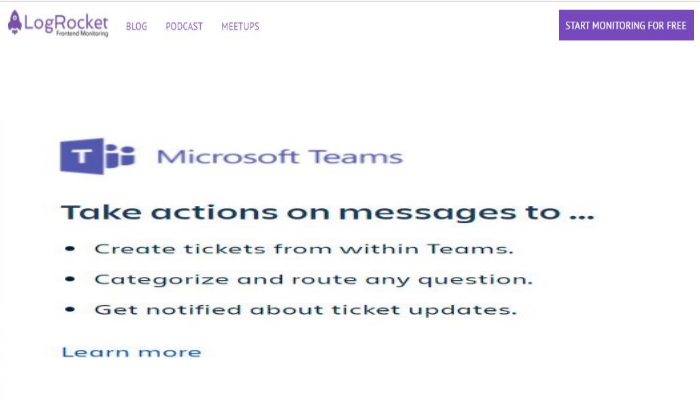 LogRocket
Frontend Monitoring
BLOG PODCAST MEETUPS
START MONITORING FOR FREE
T Microsoft Teams
Take actions on messages to ...
• Create tickets from within Teams.
• Categorize and route any question.
• Get notified about ticket updates.
Learn more